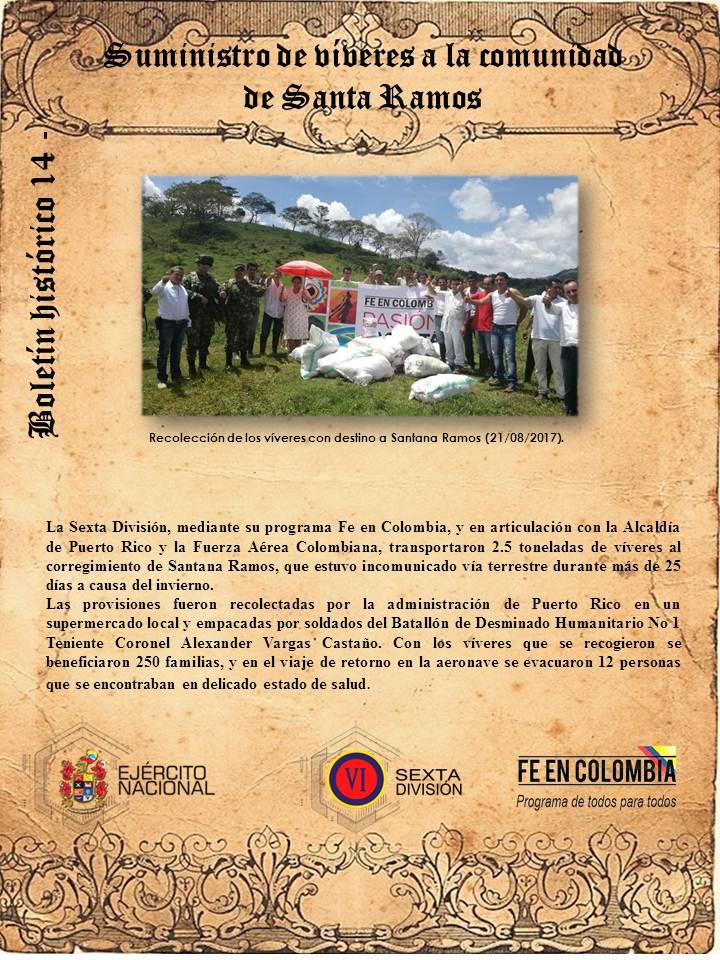 Suministro de víveres a la comunidad
de Santa Ramos
Boletín histórico 14 -
FE EN COLOMB
PASIÓN
Recolección de los víveres con destino a Santana Ramos (21/08/2017).
La Sexta División, mediante su programa Fe en Colombia, y en articulación con la Alcaldía
de Puerto Rico y la Fuerza Aérea Colombiana, transportaron 2.5 toneladas de víveres al
corregimiento de Santana Ramos, que estuvo incomunicado vía terrestre durante más de 25
días a causa del invierno.
Las provisiones fueron recolectadas por la administración de Puerto Rico en un
supermercado local y empacadas por soldados del Batallón de Desminado Humanitario No 1
Teniente Coronel Alexander Vargas Castaño. Con los víveres que se recogieron se
beneficiaron 250 familias, y en el viaje de retorno en la aeronave se evacuaron 12 personas
que se encontraban en delicado estado de salud.
EJÉRCITO
NACIONAL
VI
SEXTA
DIVISIÓN
FE EN COLOMBIA
Programa de todos para todos